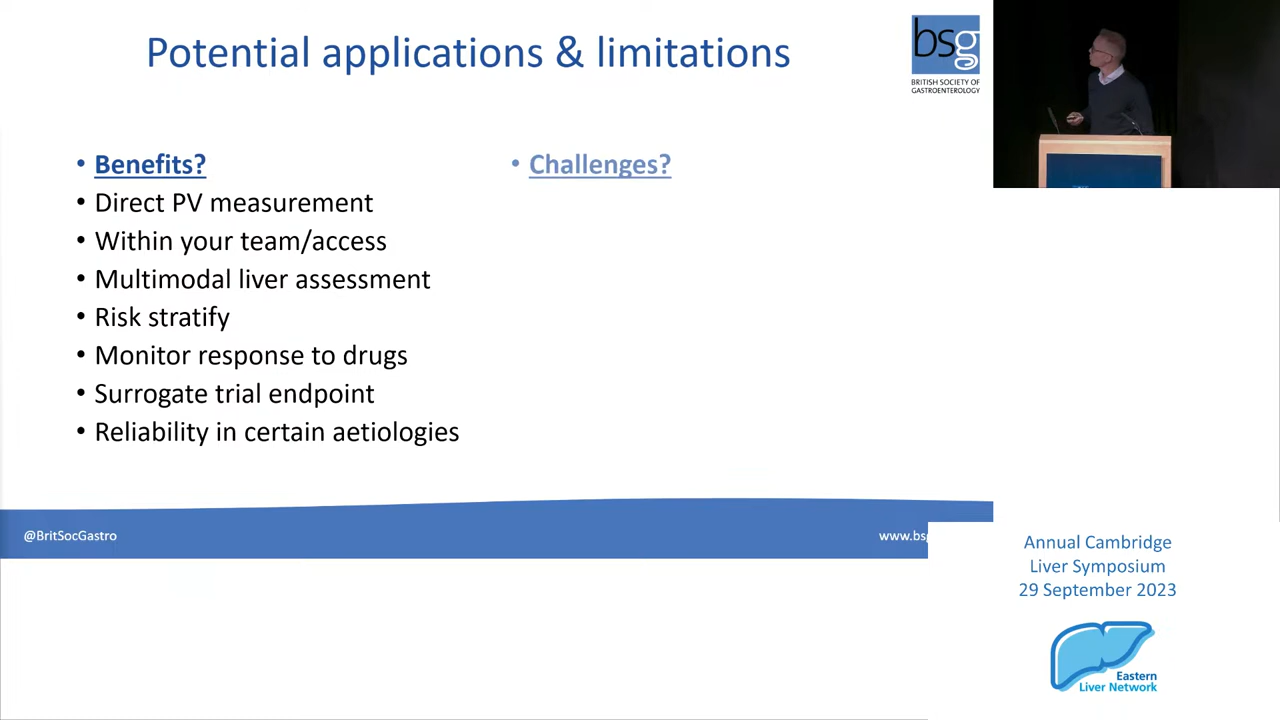 Potential applications & limitations
bsg
BRITISH SOCIETY OF
GASTROENTEROLOGY
• Benefits?
• Direct PV measurement
• Within your team/access
• Multimodal liver assessment
• Risk stratify
• Monitor response to drugs
• Surrogate trial endpoint
• Reliability in certain aetiologies
• Challenges?
@BritSocGastro
www.bsg
Annual Cambridge
Liver Symposium
29 September 2023
Eastern
Liver Network